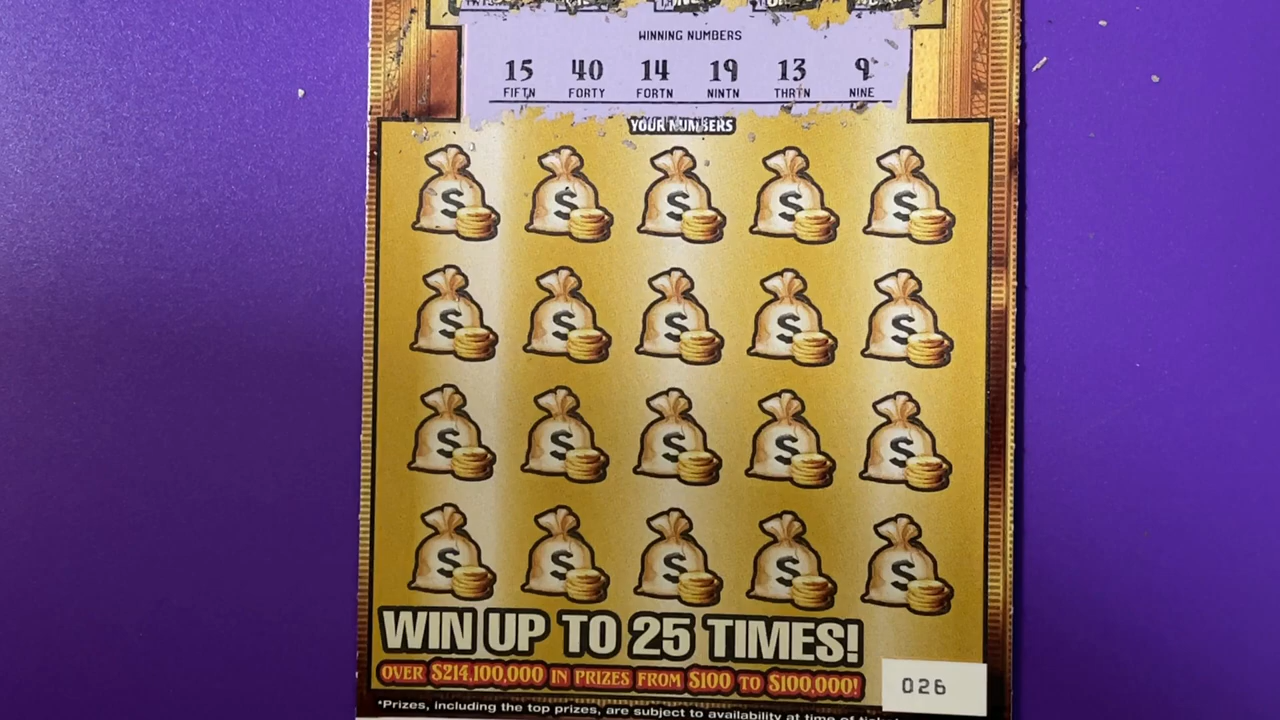 WINNING NUMBERS
15 40 14 19 13 9
FIFTN FORTY FORTN NINTN THRTN NINE
YOUR NUMBERS
$ $ $ $ $
$ $ $ $ $
$ $ $ $ $
$ $ $ $ $
WIN UP TO 25 TIMES!
OVER $214,100,000 IN PRIZES FROM $100 TO $100,000!
026
*Prizes, including the top prizes, are subject to availability at time of